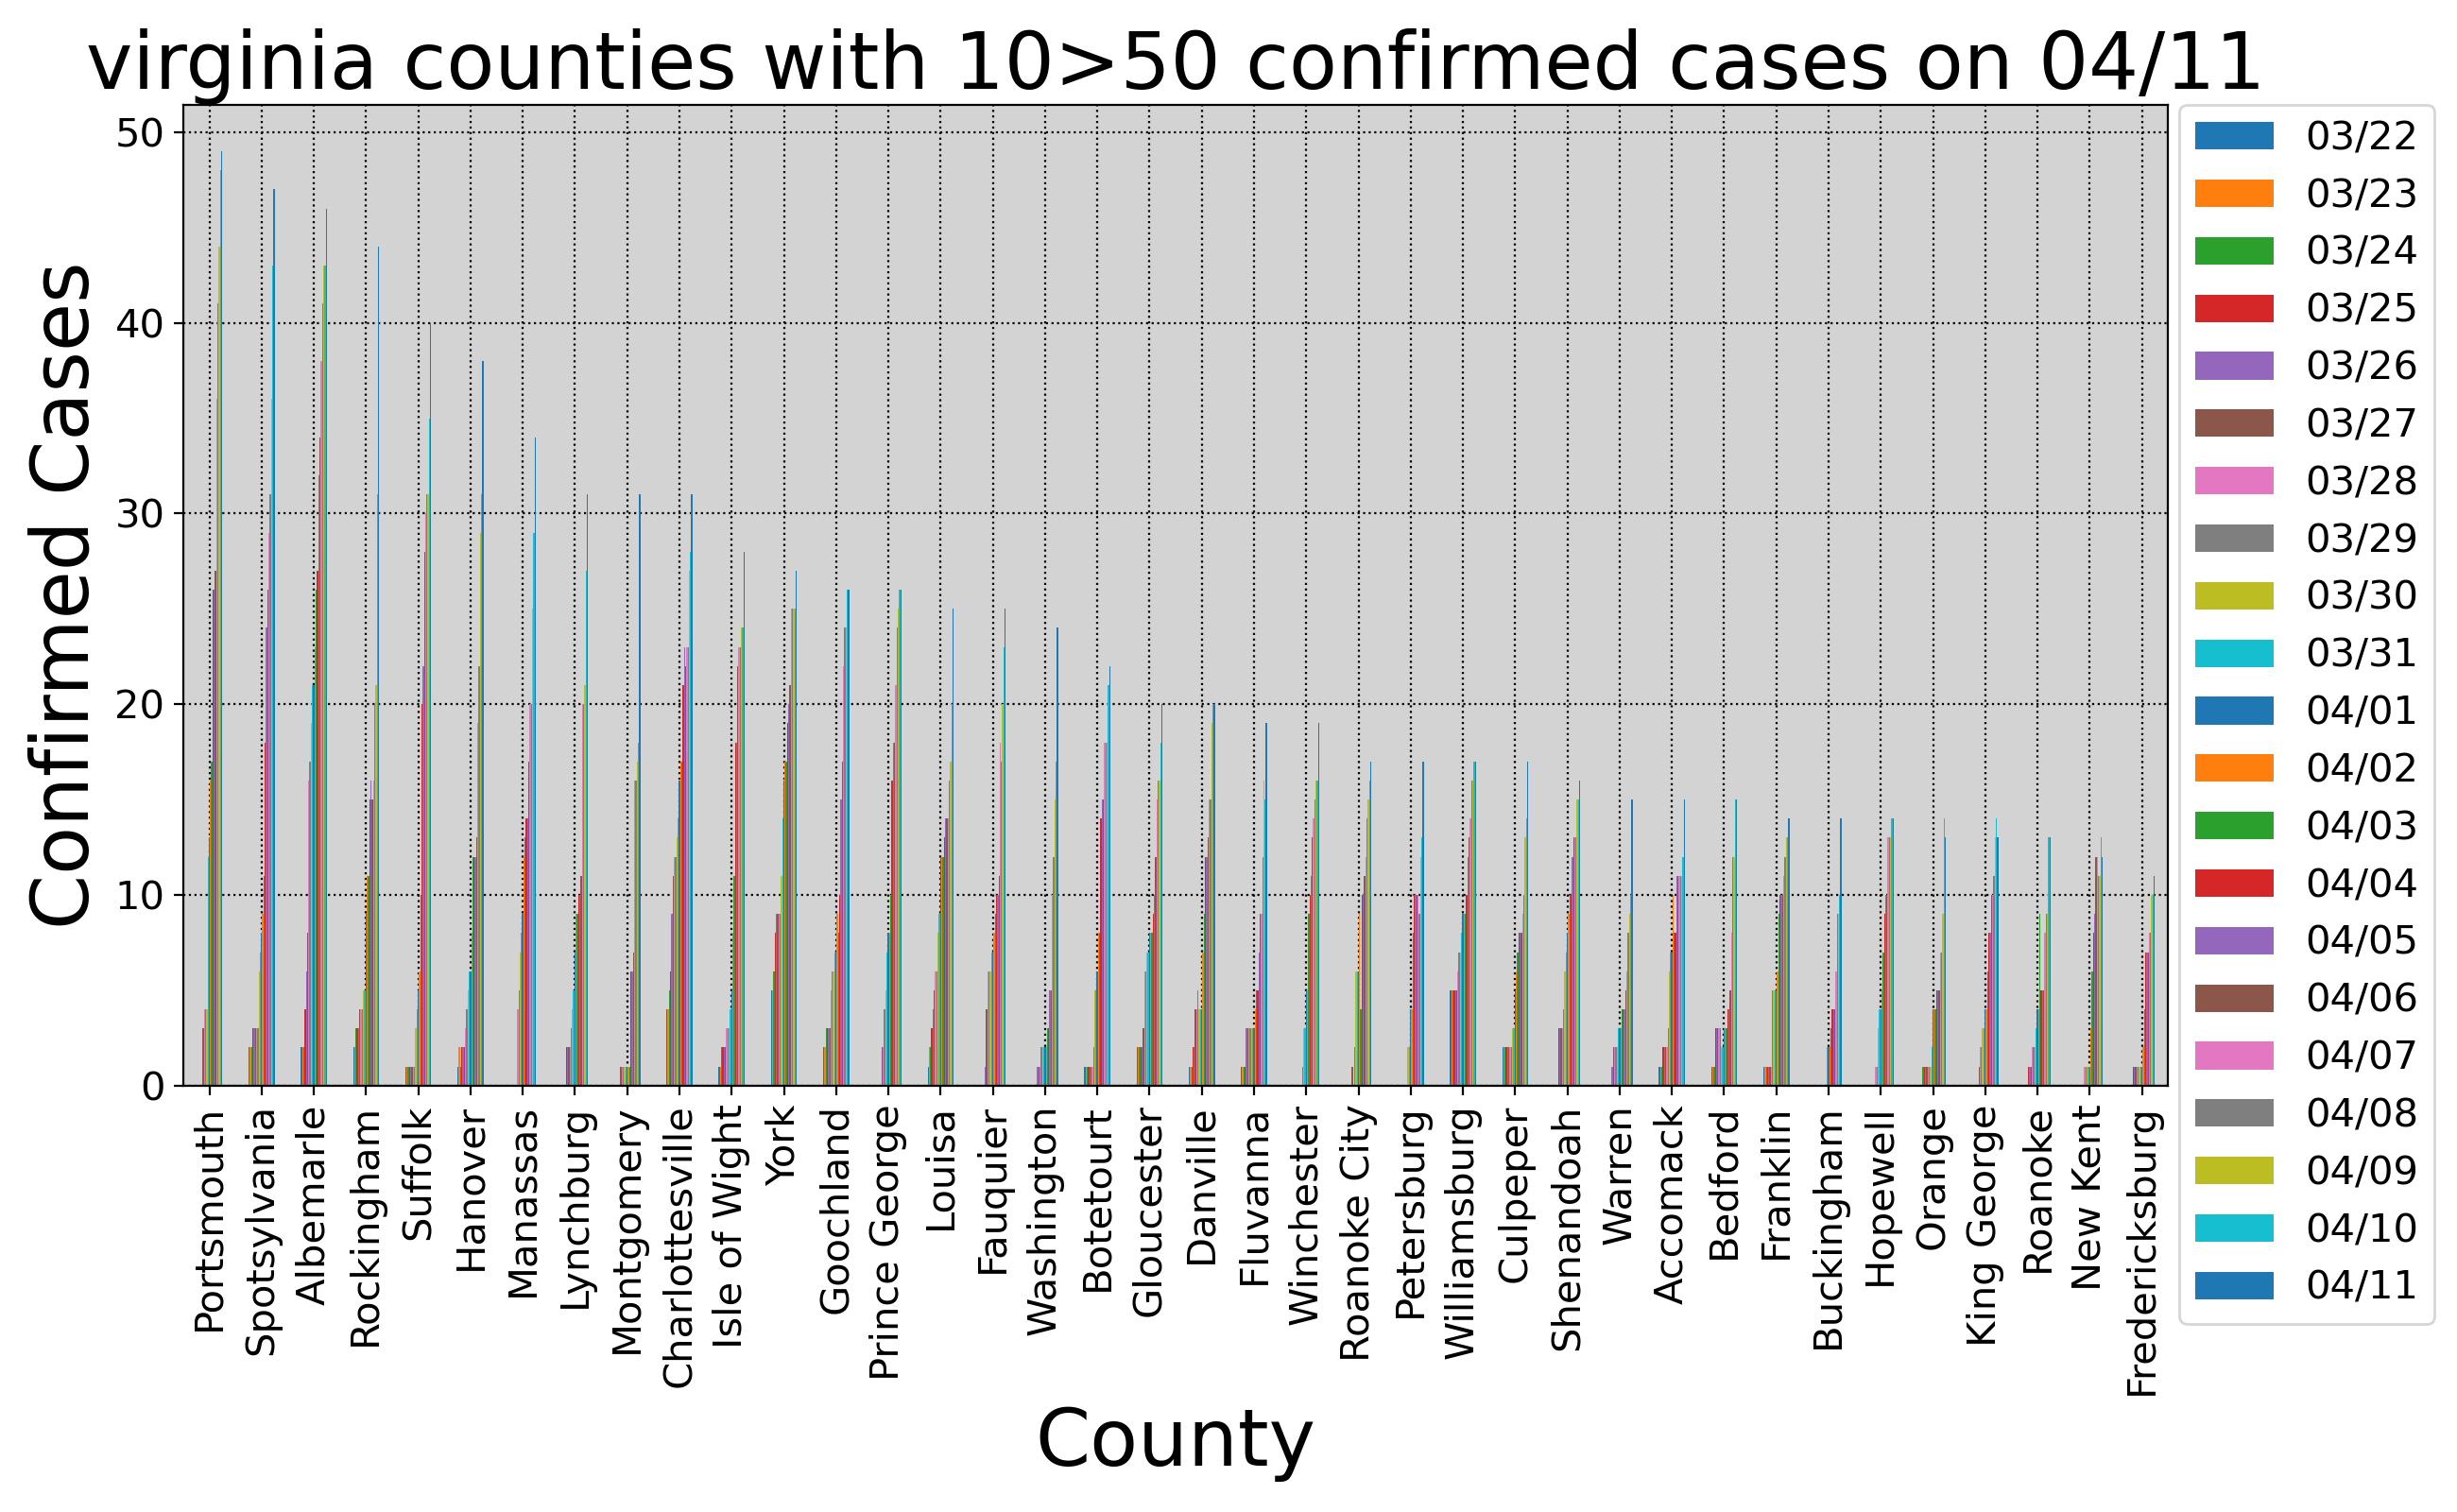 virginia counties with 10>50 confirmed cases on 04/11
Confirmed Cases
50
40
30
20
10
0
Portsmouth
Spotsylvania
Albemarle
Rockingham
Suffolk
Hanover
Manassas
Lynchburg
Montgomery
Charlottesville
Isle of Wight
York
Goochland
Prince George
Louisa
Fauquier
Washington
Botetourt
Gloucester
Danville
Fluvanna
Winchester
Roanoke City
Petersburg
Williamsburg
Culpeper
Shenandoah
Warren
Accomack
Bedford
Franklin
Buckingham
Hopewell
Orange
King George
Roanoke
New Kent
Fredericksburg
County
03/22
03/23
03/24
03/25
03/26
03/27
03/28
03/29
03/30
03/31
04/01
04/02
04/03
04/04
04/05
04/06
04/07
04/08
04/09
04/10
04/11